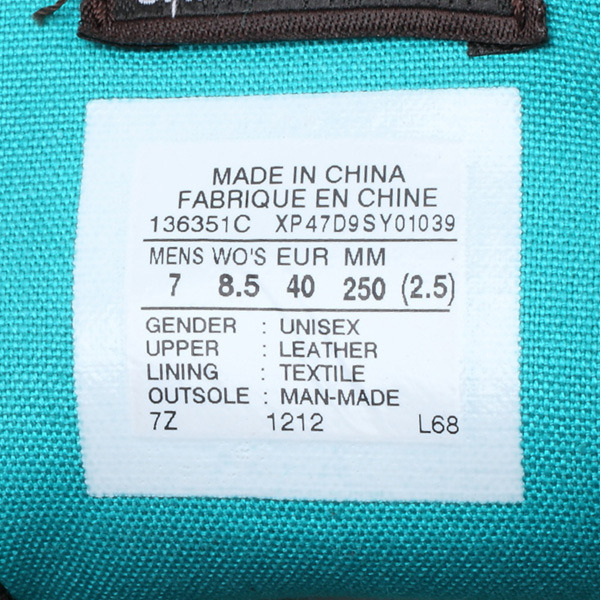 MADE IN CHINA
FABRIQUE EN CHINE
136351C XP47D9SY01039
MENS WO'S EUR MM
7 8.5 40 250 (2.5)
GENDER : UNISEX
UPPER : LEATHER
LINING : TEXTILE
OUTSOLE : MAN-MADE
7Z 1212 L68